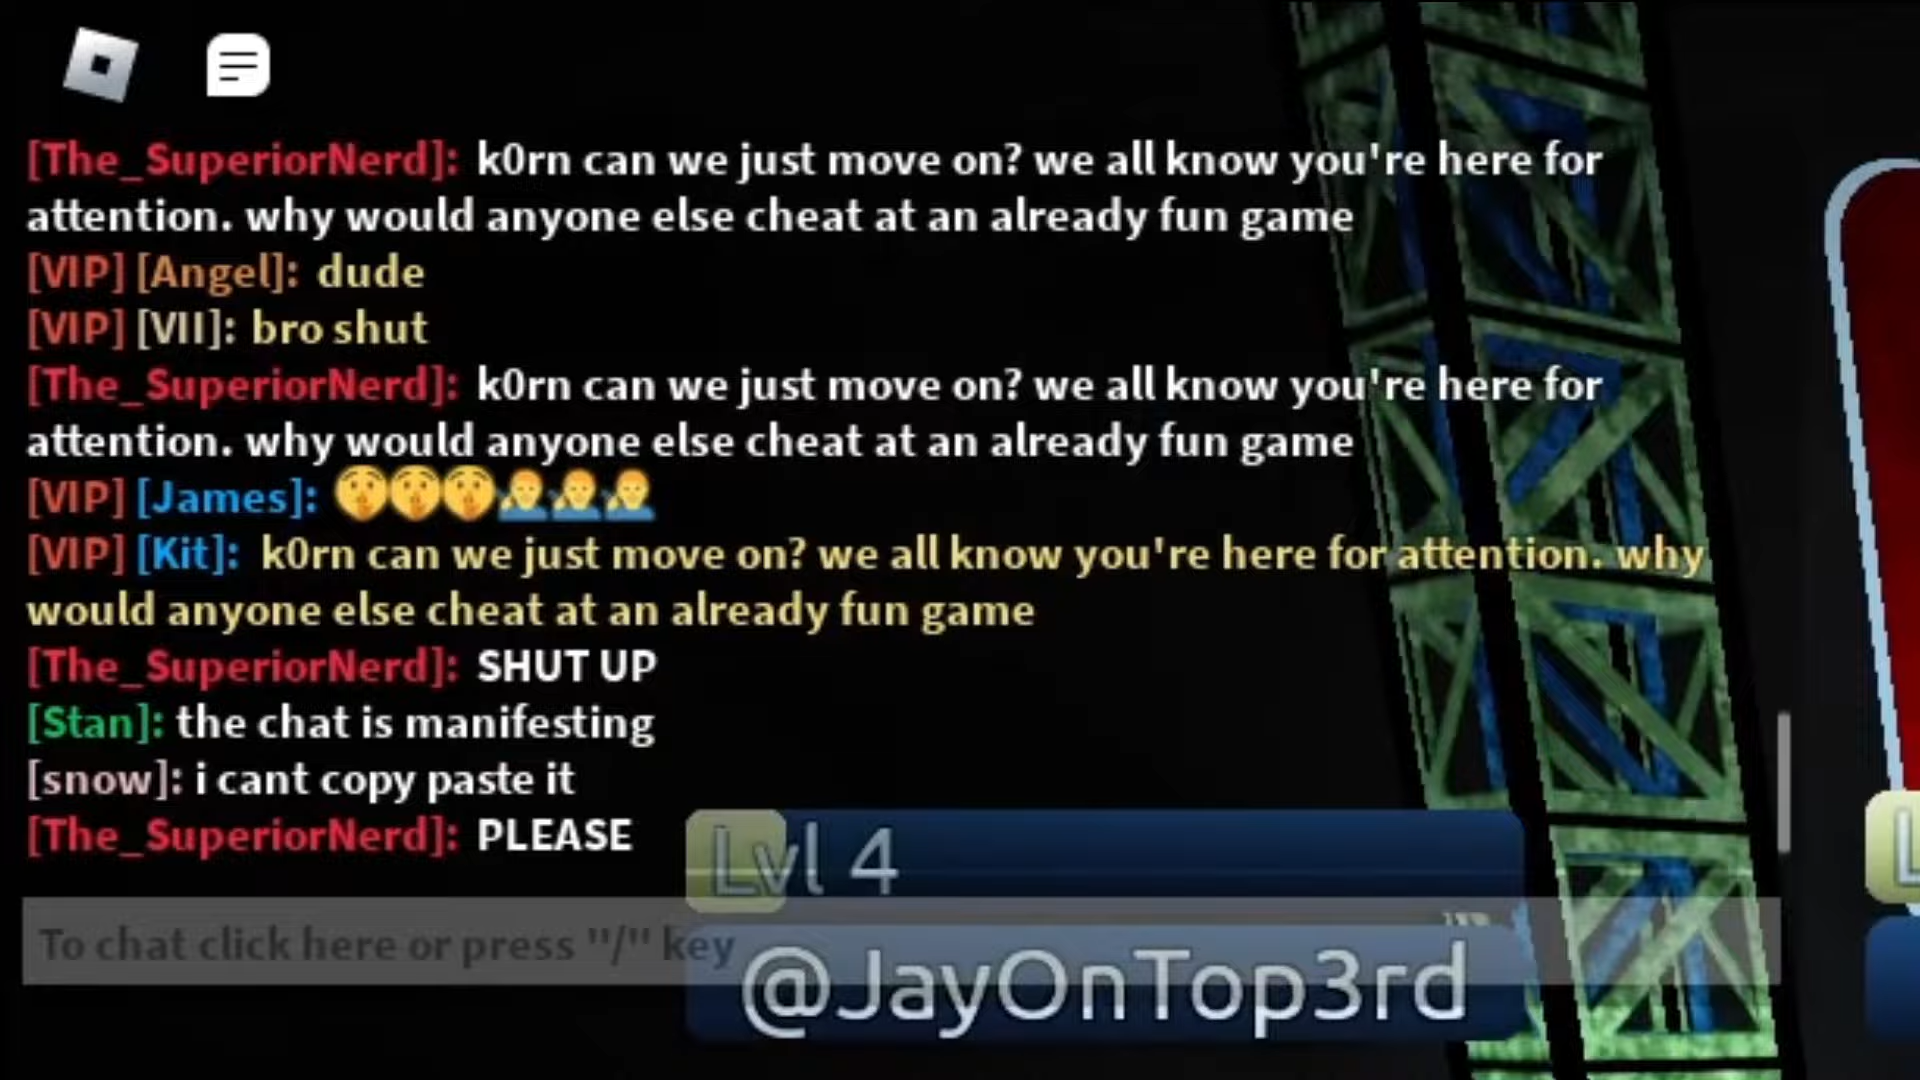 [The_SuperiorNerd]: k0rn can we just move on? we all know you're here for
attention. why would anyone else cheat at an already fun game
[VIP] [Angel]: dude
[VIP] [VII]: bro shut
[The_SuperiorNerd]: k0rn can we just move on? we all know you're here for
attention. why would anyone else cheat at an already fun game
[VIP] [James]: 🤫🤫🤫🧏‍♂️🧏‍♂️🧏‍♂️
[VIP] [Kit]: k0rn can we just move on? we all know you're here for attention. why
would anyone else cheat at an already fun game
[The_SuperiorNerd]: SHUT UP
[Stan]: the chat is manifesting
[snow]: i cant copy paste it
[The_SuperiorNerd]: PLEASE
Lvl 4
To chat click here or press "/" key
@JayOnTop3rd